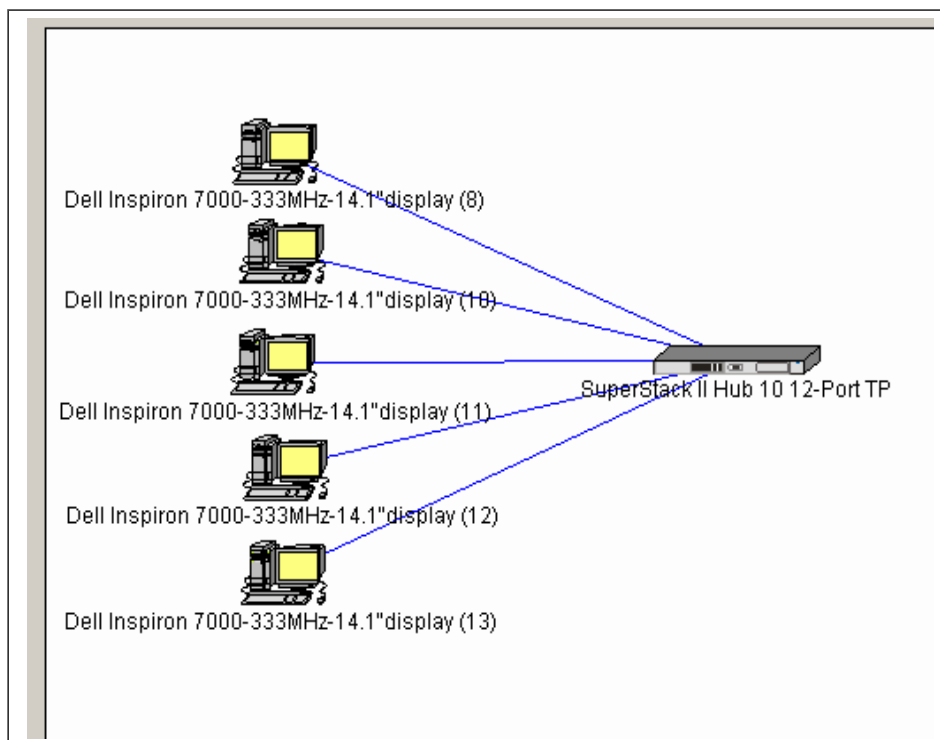 Dell Inspiron 7000-333MHz-14.1"display (8)
Dell Inspiron 7000-333MHz-14.1"display (10)
Dell Inspiron 7000-333MHz-14.1"display (11)
SuperStack II Hub 10 12-Port TP
Dell Inspiron 7000-333MHz-14.1"display (12)
Dell Inspiron 7000-333MHz-14.1"display (13)